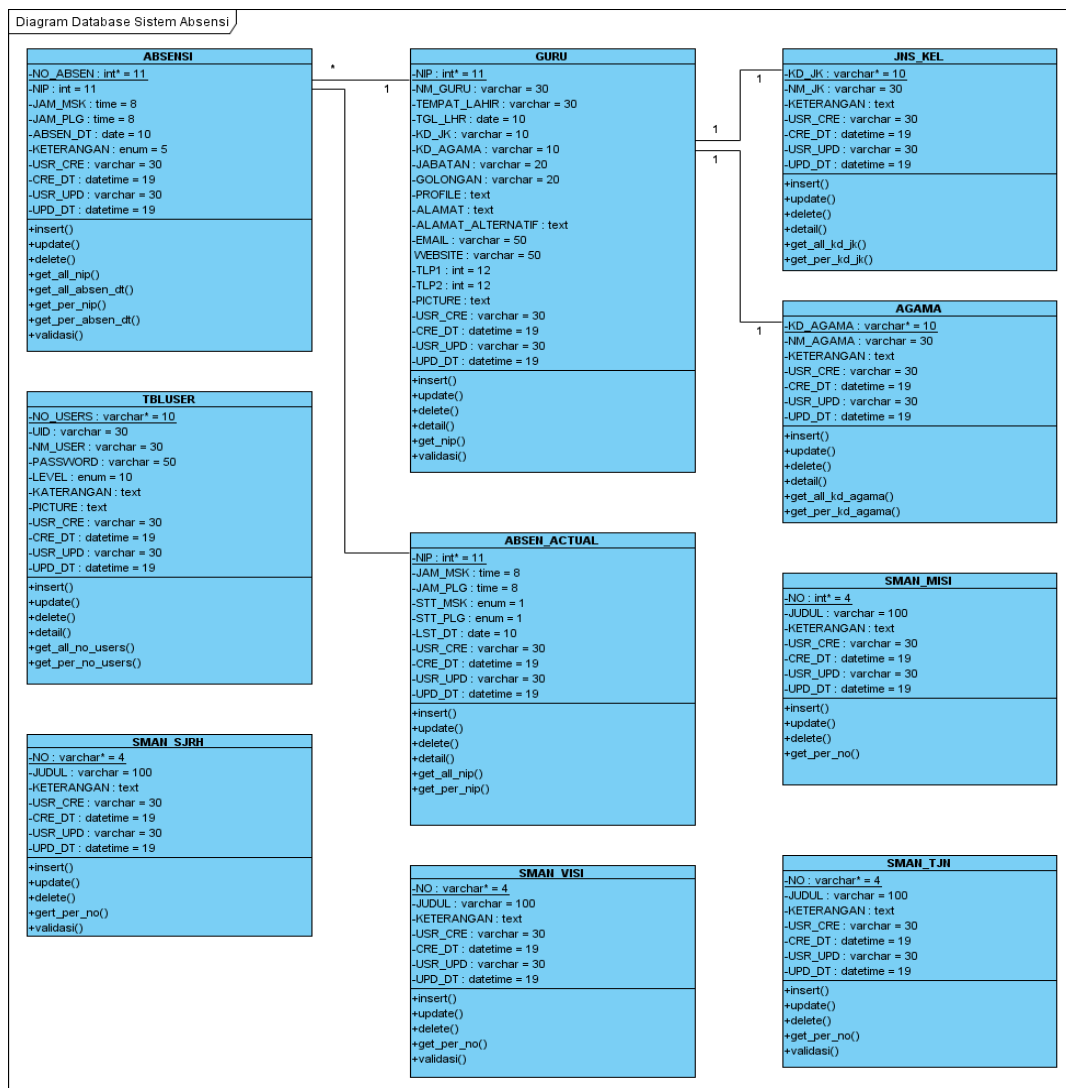 Diagram Database Sistem Absensi
ABSENSI
-NO_ABSEN : int* = 11
-NIP : int = 11
-JAM_MSK : time = 8
-JAM_PLG : time = 8
-ABSEN_DT : date = 10
-KETERANGAN : enum = 5
-USR_CRE : varchar = 30
-CRE_DT : datetime = 19
-USR_UPD : varchar = 30
-UPD_DT : datetime = 19
+insert()
+update()
+delete()
+get_all_nip()
+get_all_absen_dt()
+get_per_nip()
+get_per_absen_dt()
+validasi()
*
1
GURU
-NIP : int* = 11
-NM_GURU : varchar = 30
-TEMPAT_LAHIR : varchar = 30
-TGL_LHR : date = 10
-KD_JK : varchar = 10
-KD_AGAMA : varchar = 10
-JABATAN : varchar = 20
-GOLONGAN : varchar = 20
-PROFILE : text
-ALAMAT : text
-ALAMAT_ALTERNATIF : text
-EMAIL : varchar = 50
WEBSITE : varchar = 50
-TLP1 : int = 12
-TLP2 : int = 12
-PICTURE : text
-USR_CRE : varchar = 30
-CRE_DT : datetime = 19
-USR_UPD : varchar = 30
-UPD_DT : datetime = 19
+insert()
+update()
+delete()
+detail()
+get_nip()
+validasi()
1
1
1
1
JNS_KEL
-KD_JK : varchar* = 10
-NM_JK : varchar = 30
-KETERANGAN : text
-USR_CRE : varchar = 30
-CRE_DT : datetime = 19
-USR_UPD : varchar = 30
-UPD_DT : datetime = 19
+insert()
+update()
+delete()
+detail()
+get_all_kd_jk()
+get_per_kd_jk()
AGAMA
-KD_AGAMA : varchar* = 10
-NM_AGAMA : varchar = 30
-KETERANGAN : text
-USR_CRE : varchar = 30
-CRE_DT : datetime = 19
-USR_UPD : varchar = 30
-UPD_DT : datetime = 19
+insert()
+update()
+delete()
+detail()
+get_all_kd_agama()
+get_per_kd_agama()
TBLUSER
-NO_USERS : varchar* = 10
-UID : varchar = 30
-NM_USER : varchar = 30
-PASSWORD : varchar = 50
-LEVEL : enum = 10
-KATERANGAN : text
-PICTURE : text
-USR_CRE : varchar = 30
-CRE_DT : datetime = 19
-USR_UPD : varchar = 30
-UPD_DT : datetime = 19
+insert()
+update()
+delete()
+detail()
+get_all_no_users()
+get_per_no_users()
ABSEN_ACTUAL
-NIP : int* = 11
-JAM_MSK : time = 8
-JAM_PLG : time = 8
-STT_MSK : enum = 1
-STT_PLG : enum = 1
-LST_DT : date = 10
-USR_CRE : varchar = 30
-CRE_DT : datetime = 19
-USR_UPD : varchar = 30
-UPD_DT : datetime = 19
+insert()
+update()
+delete()
+detail()
+get_all_nip()
+get_per_nip()
SMAN_MISI
-NO : int* = 4
-JUDUL : varchar = 100
-KETERANGAN : text
-USR_CRE : varchar = 30
-CRE_DT : datetime = 19
-USR_UPD : varchar = 30
-UPD_DT : datetime = 19
+insert()
+update()
+delete()
+get_per_no()
SMAN_SJRH
-NO : varchar* = 4
-JUDUL : varchar = 100
-KETERANGAN : text
-USR_CRE : varchar = 30
-CRE_DT : datetime = 19
-USR_UPD : varchar = 30
-UPD_DT : datetime = 19
+insert()
+update()
+delete()
+gert_per_no()
+validasi()
SMAN_VISI
-NO : varchar* = 4
-JUDUL : varchar = 100
-KETERANGAN : text
-USR_CRE : varchar = 30
-CRE_DT : datetime = 19
-USR_UPD : varchar = 30
-UPD_DT : datetime = 19
+insert()
+update()
+delete()
+get_per_no()
+validasi()
SMAN_TJN
-NO : varchar* = 4
-JUDUL : varchar = 100
-KETERANGAN : text
-USR_CRE : varchar = 30
-CRE_DT : datetime = 19
-USR_UPD : varchar = 30
-UPD_DT : datetime = 19
+insert()
+update()
+delete()
+get_per_no()
+validasi()